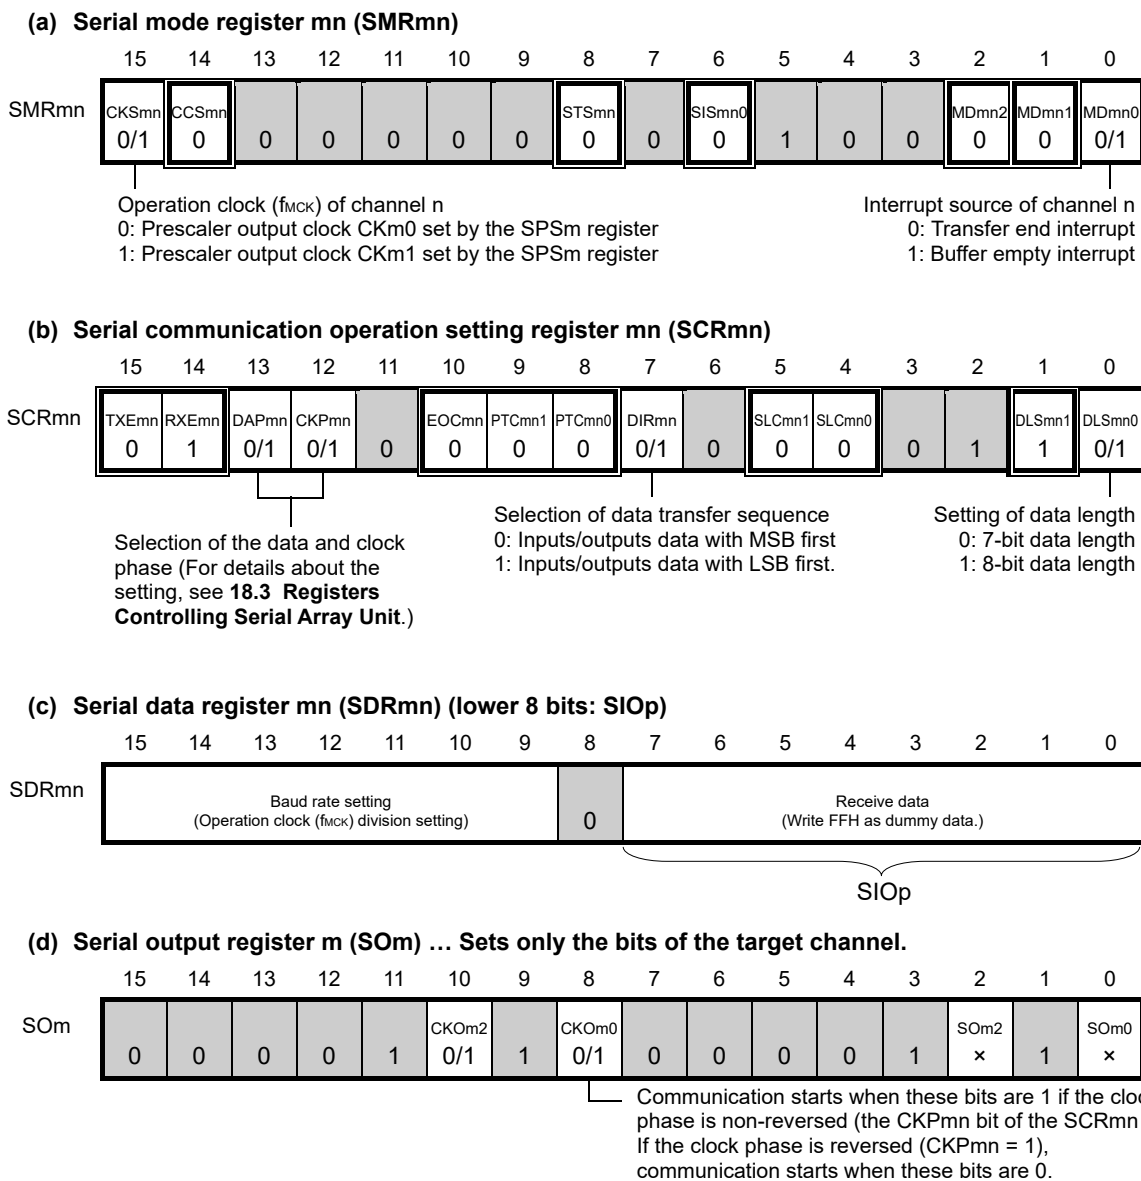 (a) Serial mode register mn (SMRmn)
15 14 13 12 11 10 9 8 7 6 5 4 3 2 1 0
SMRmn
CKSmn CCSmn STSmn SISmn0 MDmn2 MDmn1 MDmn0
0/1 0 0 0 0 0 0 0 0 0 1 0 0 0 0 0/1
Operation clock (fMCK) of channel n
0: Prescaler output clock CKm0 set by the SPSm register
1: Prescaler output clock CKm1 set by the SPSm register
Interrupt source of channel n
0: Transfer end interrupt
1: Buffer empty interrupt
(b) Serial communication operation setting register mn (SCRmn)
15 14 13 12 11 10 9 8 7 6 5 4 3 2 1 0
SCRmn
TXEmn RXEmn DAPmn CKPmn EOCmn PTCmn1 PTCmn0 DIRmn SLCmn1 SLCmn0 DLSmn1 DLSmn0
0 1 0/1 0/1 0 0 0 0 0/1 0 0 0 0 1 1 0/1
Selection of the data and clock
phase (For details about the
setting, see 18.3 Registers
Controlling Serial Array Unit.)
Selection of data transfer sequence
0: Inputs/outputs data with MSB first
1: Inputs/outputs data with LSB first.
Setting of data length
0: 7-bit data length
1: 8-bit data length
(c) Serial data register mn (SDRmn) (lower 8 bits: SIOp)
15 14 13 12 11 10 9 8 7 6 5 4 3 2 1 0
SDRmn
Baud rate setting
(Operation clock (fMCK) division setting)
0
Receive data
(Write FFH as dummy data.)
SIOp
(d) Serial output register m (SOm) … Sets only the bits of the target channel.
15 14 13 12 11 10 9 8 7 6 5 4 3 2 1 0
SOm
CKOm2 CKOm0 SOm2 SOm0
0 0 0 0 1 0/1 1 0/1 0 0 0 0 1 × 1 ×
Communication starts when these bits are 1 if the
phase is non-reversed (the CKPmn bit of the SCRmn
If the clock phase is reversed (CKPmn = 1),
communication starts when these bits are 0.